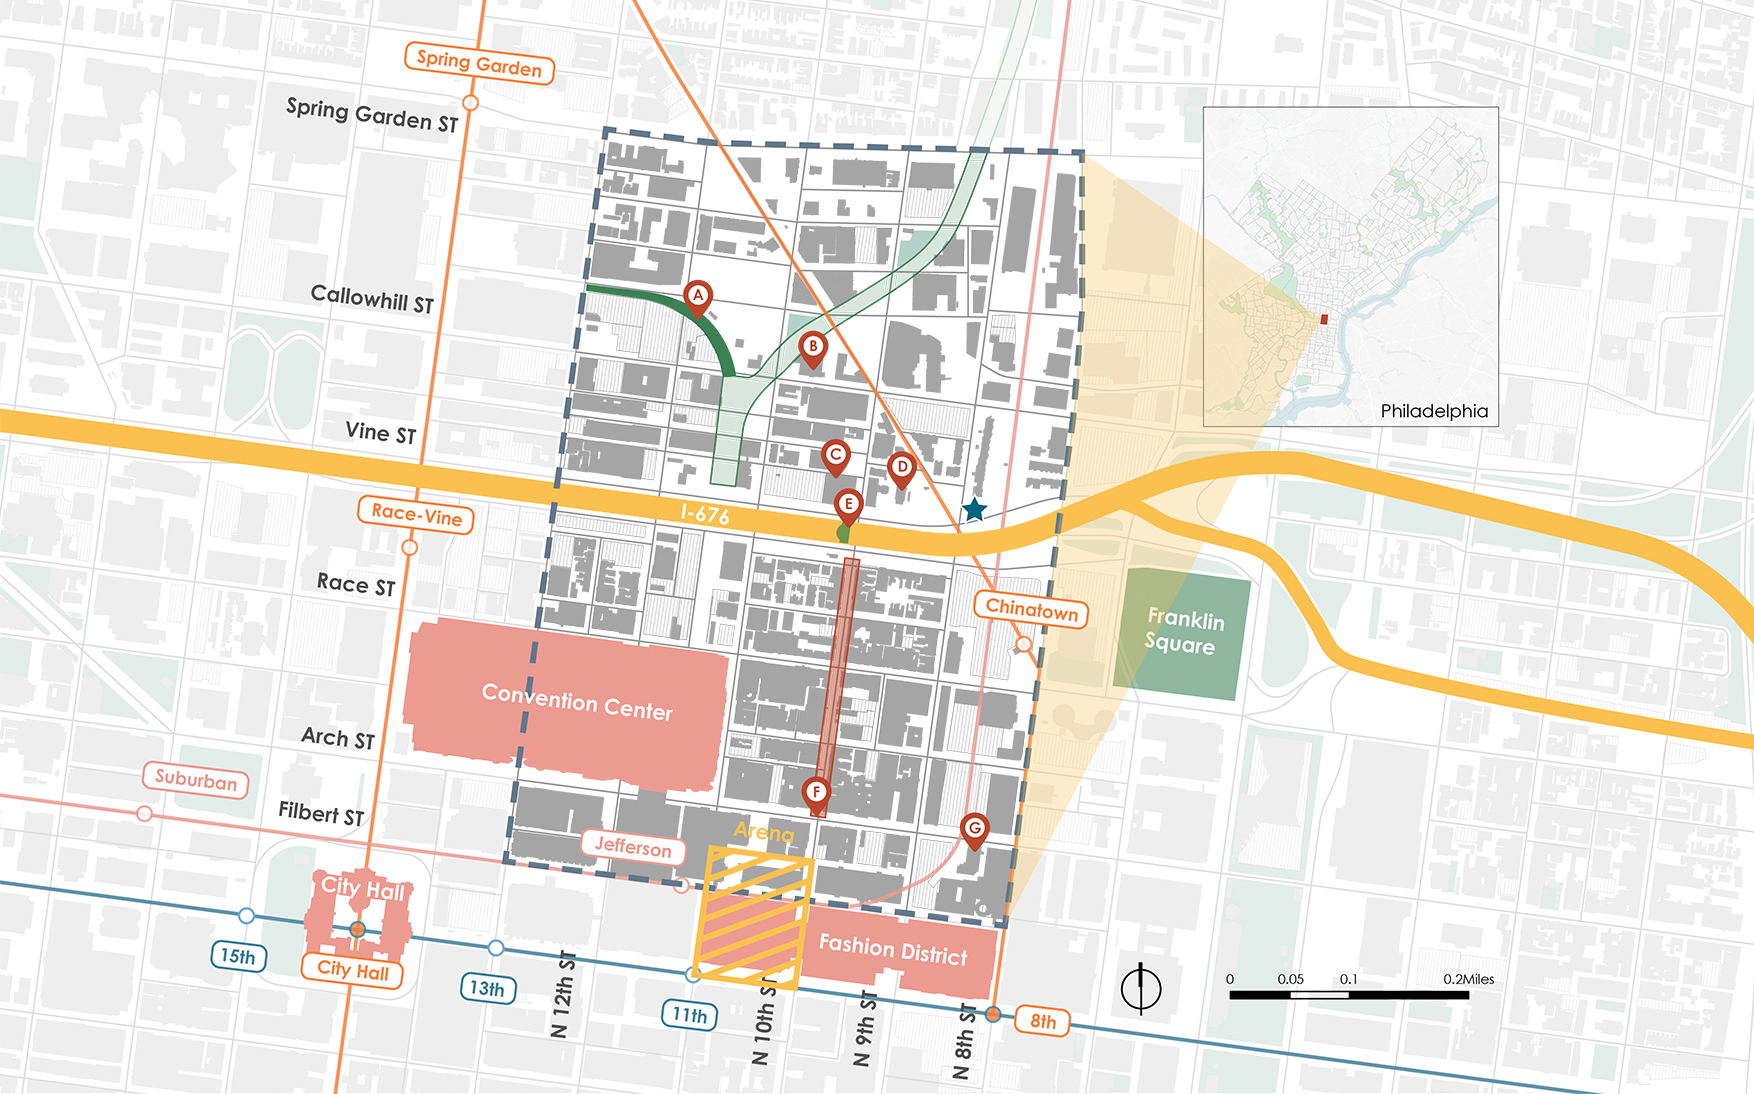 Spring Garden
Spring Garden ST
Callowhill ST
A
B
Philadelphia
Vine ST
C
D
E
I-676
Race-Vine
Race ST
Chinatown
Franklin
Square
Convention Center
Arch ST
Suburban
Filbert ST
F
G
Arena
Jefferson
City Hall
Fashion District
15th
City Hall
13th
11th
N 12th ST
N 10th ST
N 9th ST
N 8th ST
8th
0 0.05 0.1 0.2Miles